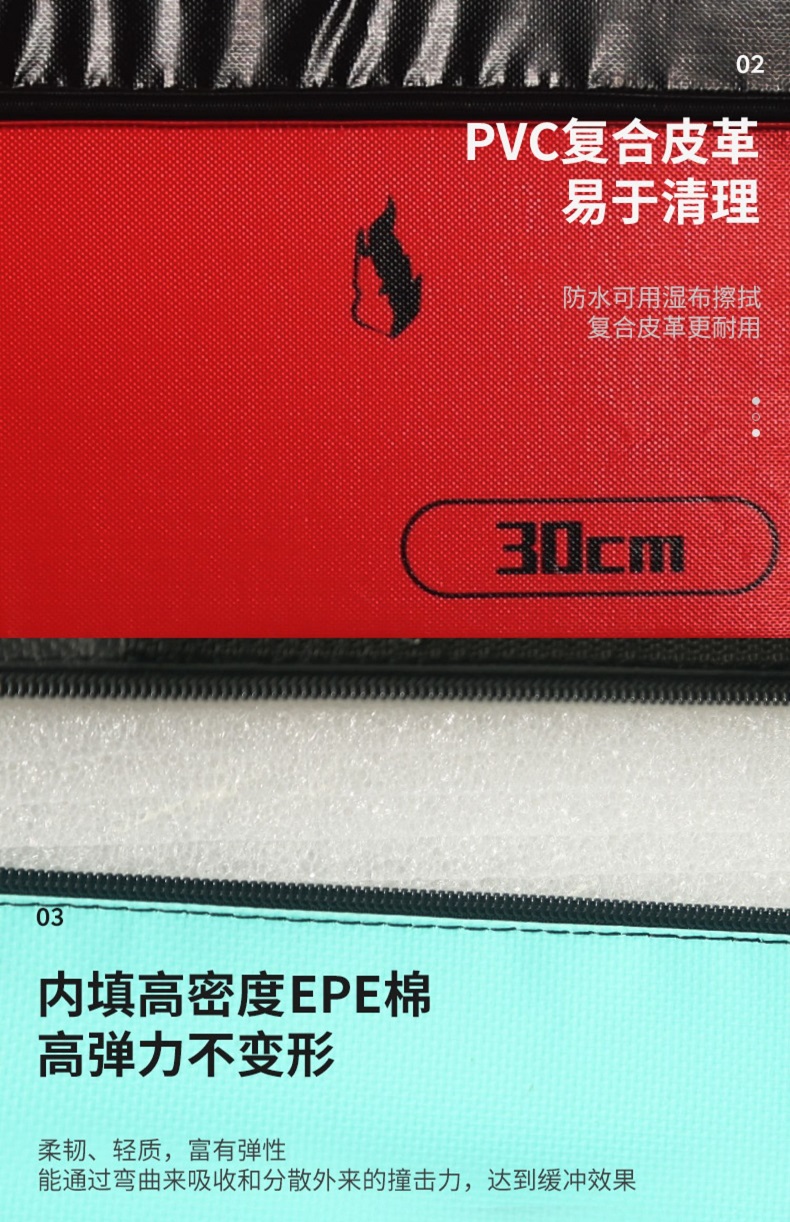 02
PVC复合皮革
易于清理
防水可用湿布擦拭
复合皮革更耐用
30cm
03
内填高密度EPE棉
高弹力不变形
柔韧、轻质，富有弹性
能通过弯曲来吸收和分散外来的撞击力，达到缓冲效果